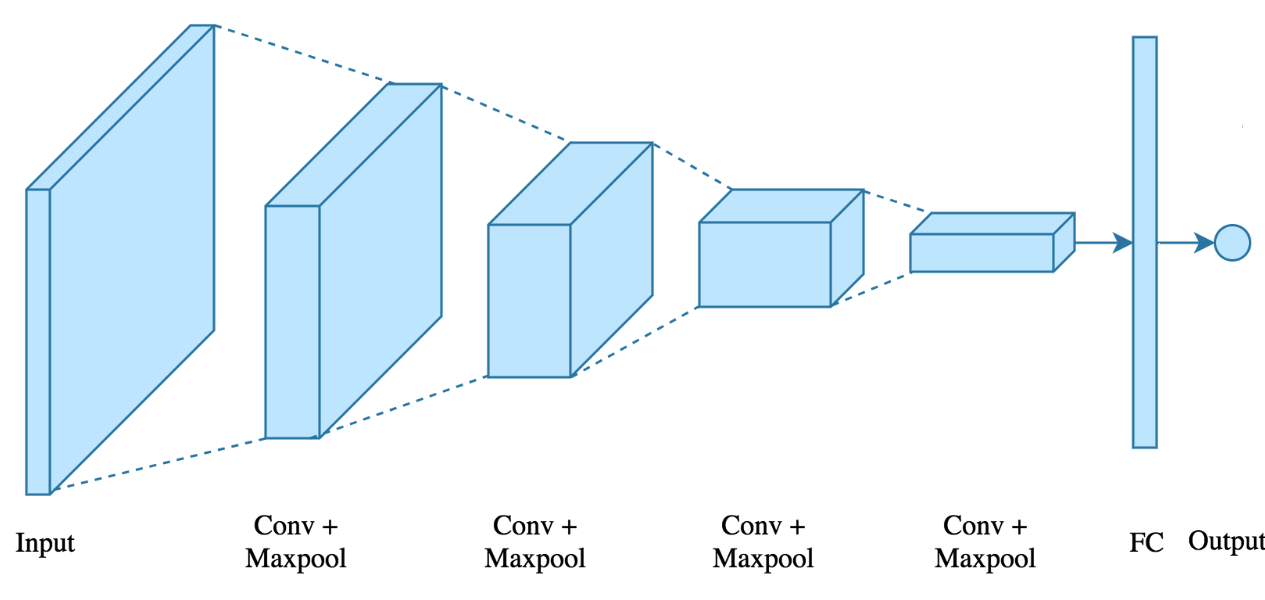 Input
Conv +
Maxpool
Conv +
Maxpool
Conv +
Maxpool
Conv +
Maxpool
FC
Output